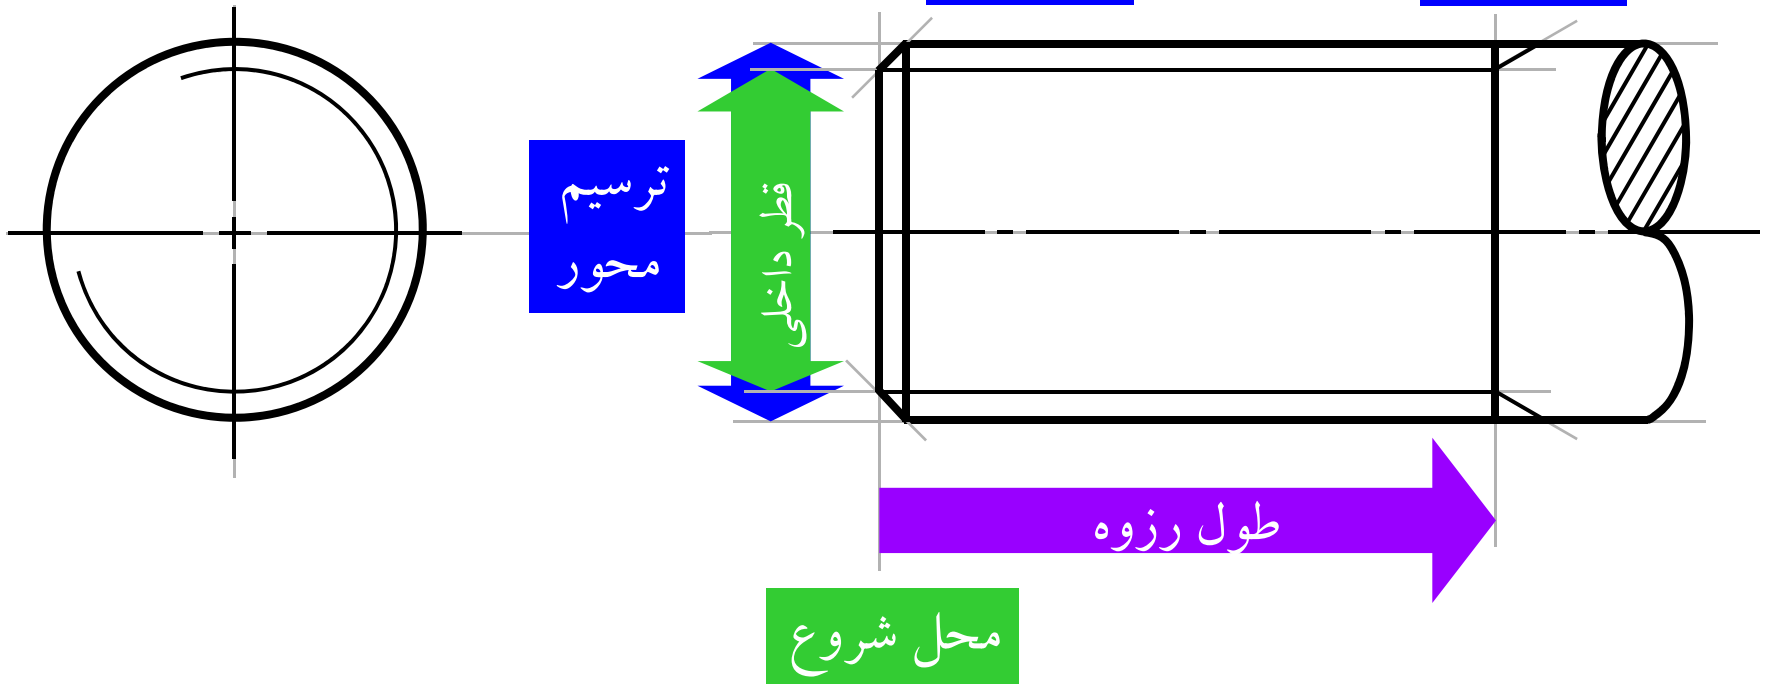 ترسیم
محور
قطر داخلی
طول رزوه
محل شروع